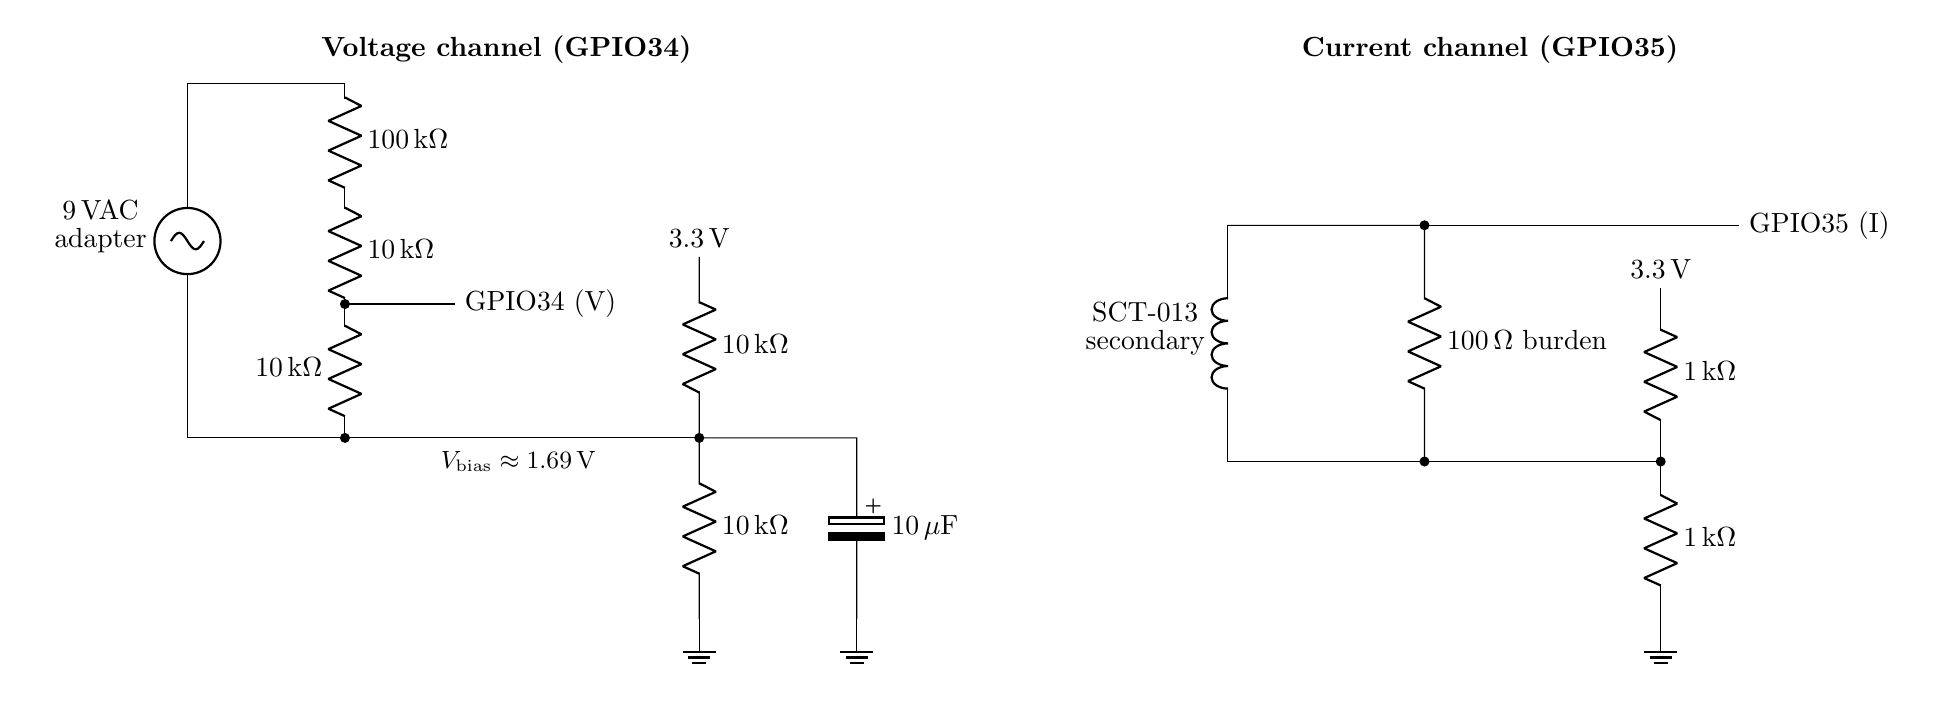 Voltage channel (GPIO34)
100 kΩ
9 VAC
adapter
10 kΩ
GPIO34 (V)
10 kΩ
3.3 V
10 kΩ
V_bias ≈ 1.69 V
10 kΩ
+
10 μF
Current channel (GPIO35)
GPIO35 (I)
SCT-013
secondary
100 Ω burden
3.3 V
1 kΩ
1 kΩ